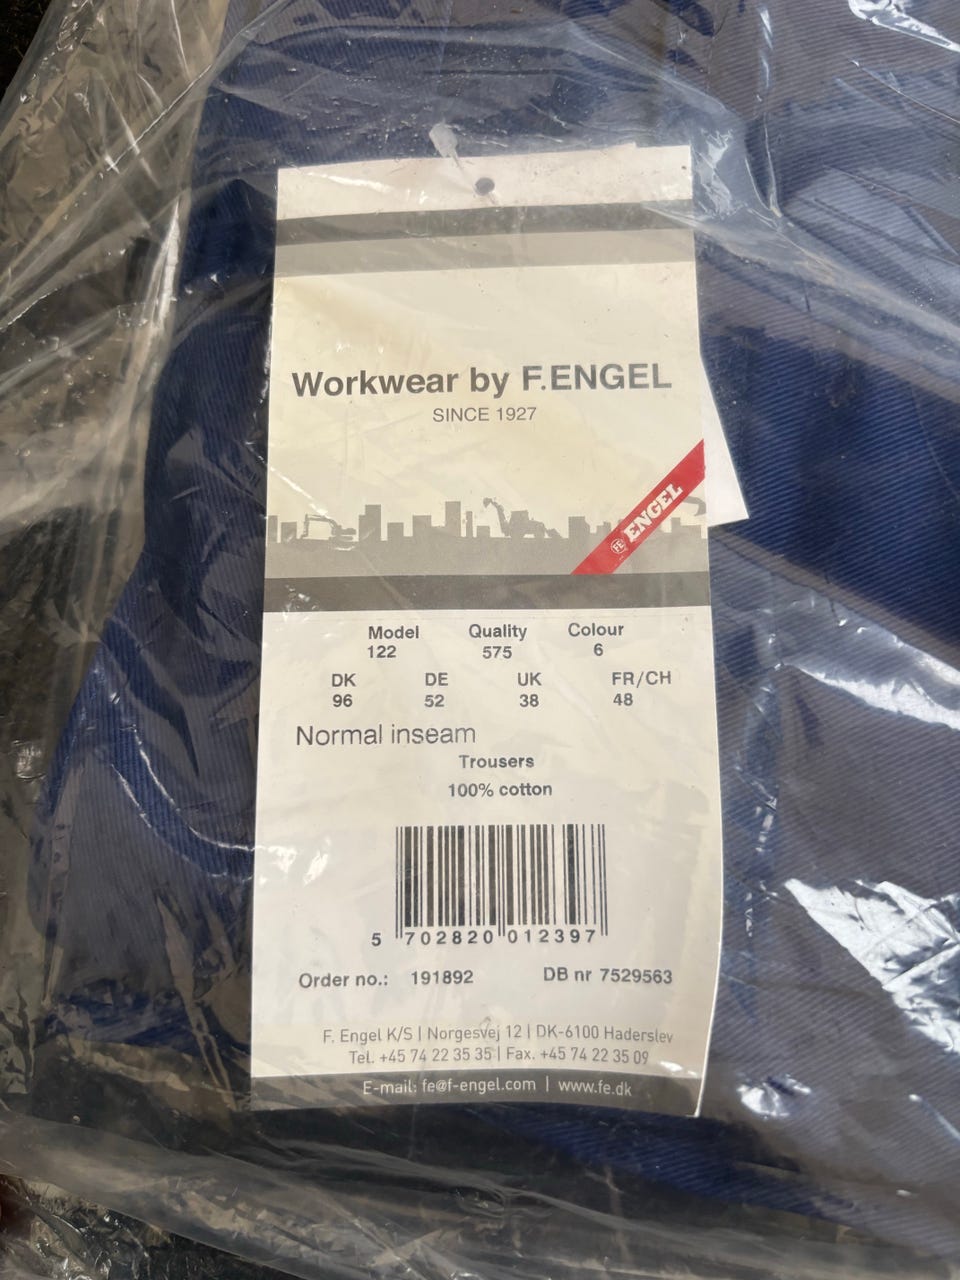 Workwear by F.ENGEL
SINCE 1927
FE ENGEL
Model Quality Colour
122 575 6
DK DE UK FR/CH
96 52 38 48
Normal inseam
Trousers
100% cotton
5 702820 012397
Order no.: 191892 DB nr 7529563
F. Engel K/S | Norgesvej 12 | DK-6100 Haderslev
Tel. +45 74 22 35 35 | Fax. +45 74 22 35 09
E-mail: fe@f-engel.com | www.fe.dk